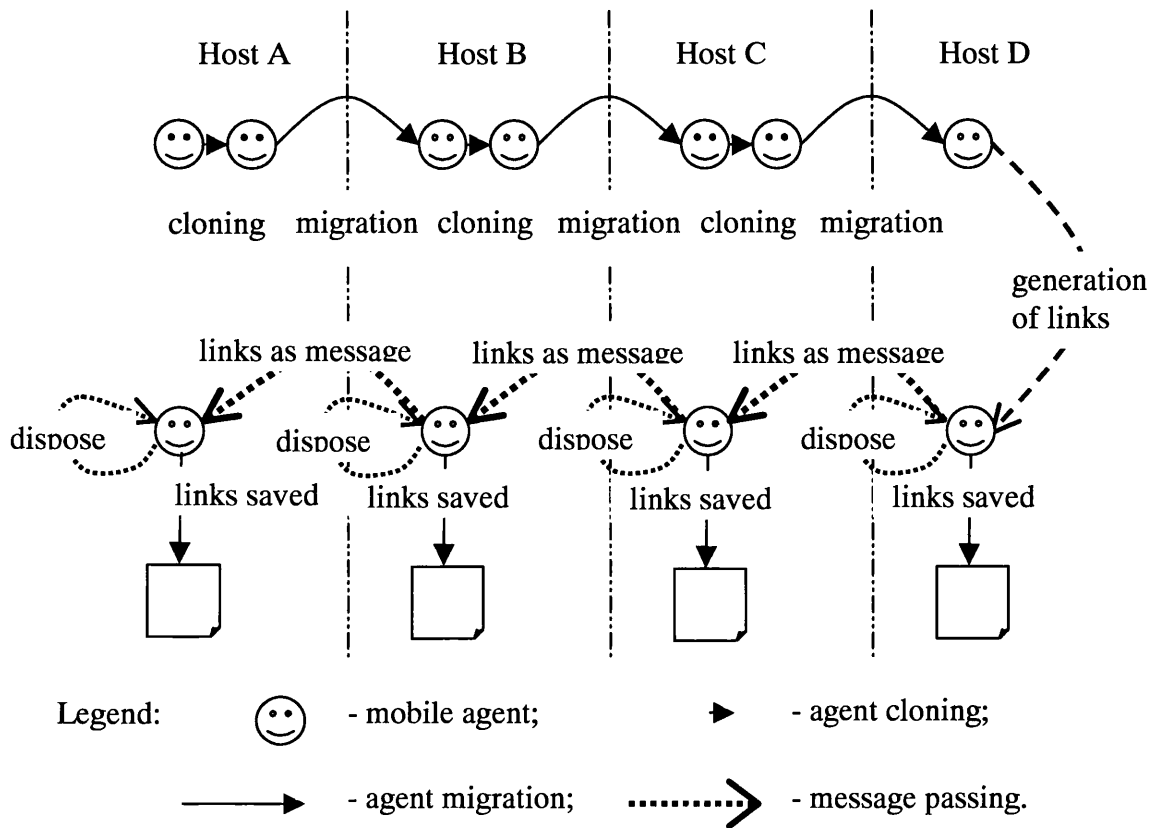 Host A Host B Host C Host D
cloning migration cloning migration cloning migration
generation
of links
links as message links as message links as message
dispose dispose dispose dispose
links saved links saved links saved links saved
Legend: - mobile agent; - agent cloning;
- agent migration; - message passing.